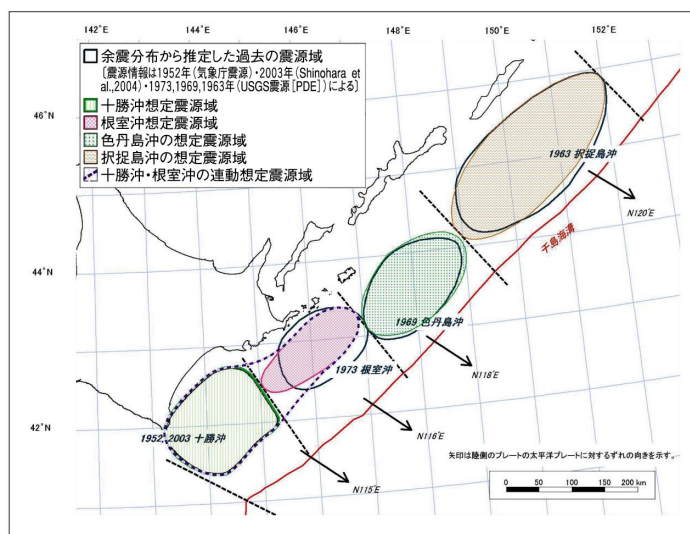 142°E
144°E
146°E
148°E
150°E
152°E
余震分布から推定した過去の震源域
［震源情報は1952年（気象庁震源）・2003年（Shinohara et
al.,2004）・1973,1969,1963年（USGS震源［PDE］）による］
十勝沖想定震源域
根室沖想定震源域
色丹島沖の想定震源域
択捉島沖の想定震源域
十勝沖・根室沖の連動想定震源域
46°N
44°N
42°N
1963 択捉島沖
N120°E
千島海溝
1969 色丹島沖
N118°E
1973 根室沖
N116°E
1952, 2003 十勝沖
N115°E
矢印は陸側のプレートの太平洋プレートに対するずれの向きを示す。
0 50 100 150 200 km